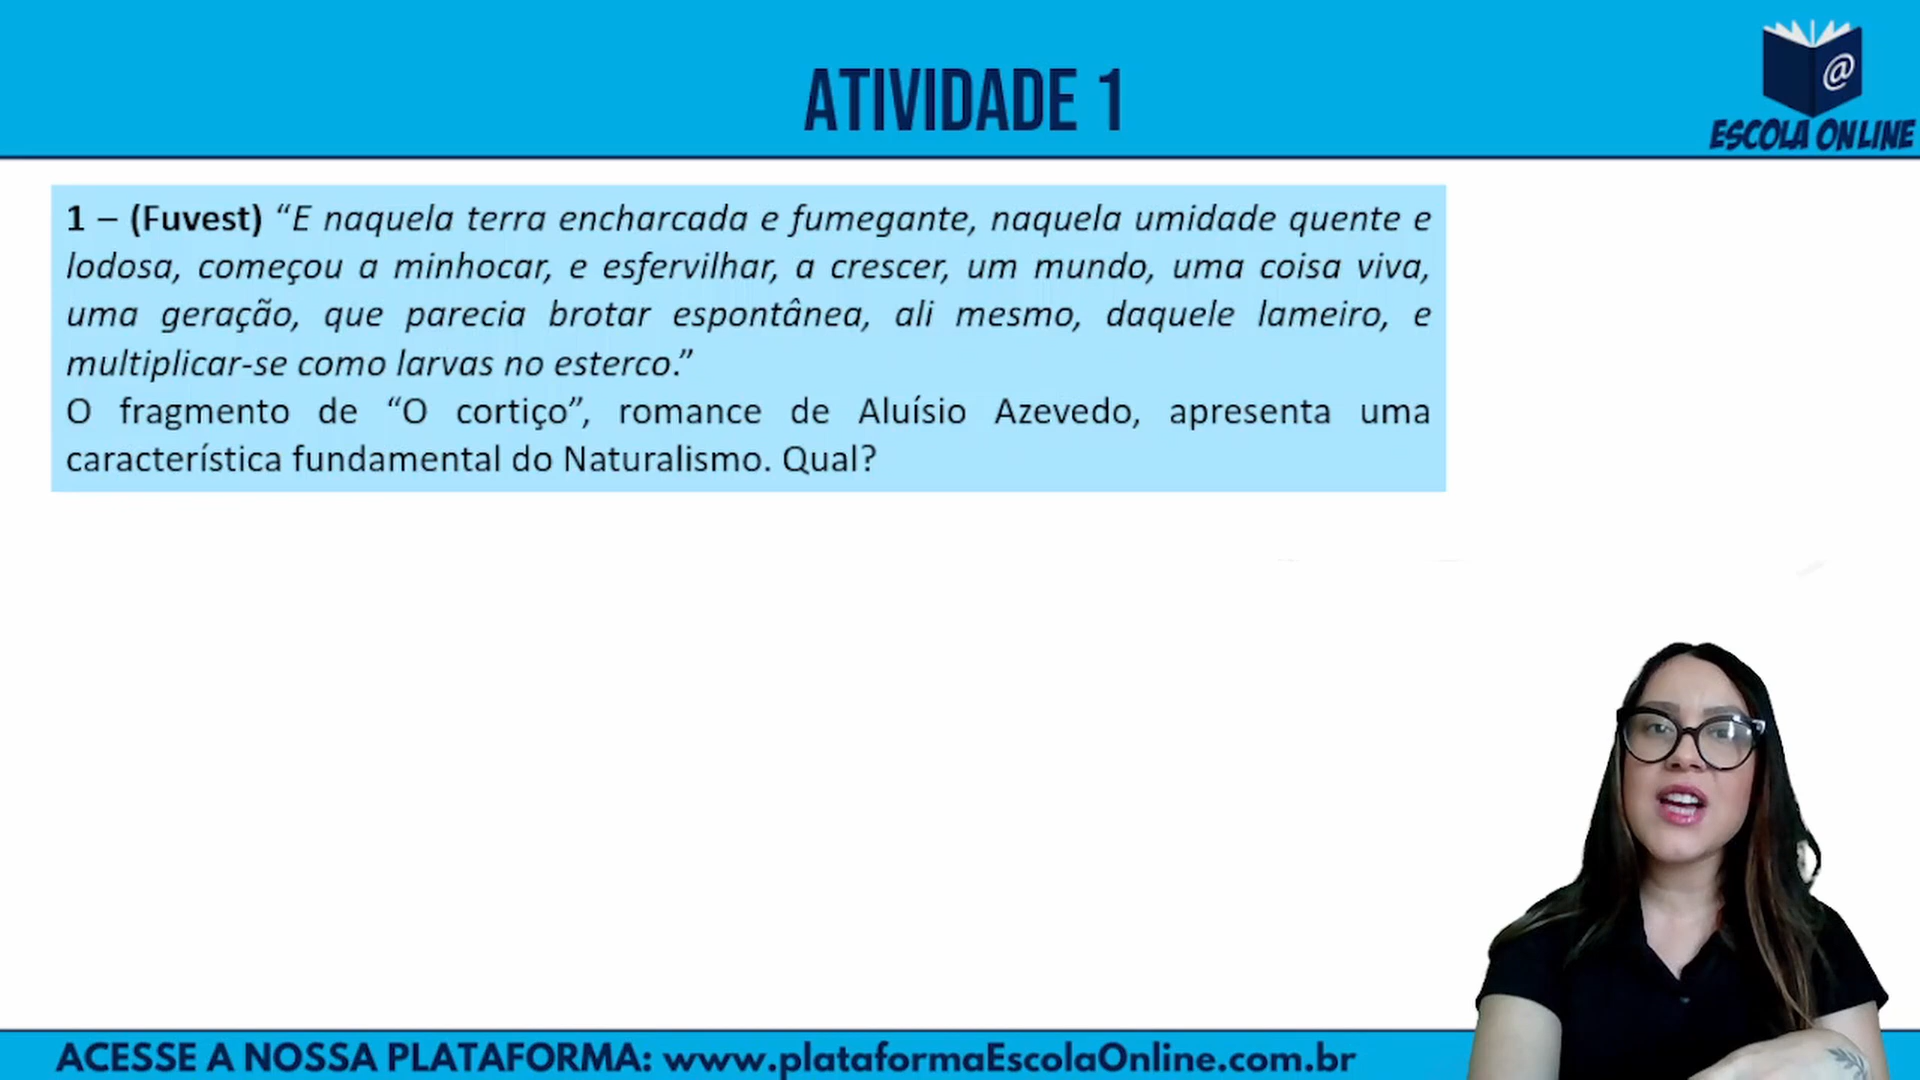 ATIVIDADE 1
@
ESCOLA ONLINE
1 – (Fuvest) “E naquela terra encharcada e fumegante, naquela umidade quente e
lodosa, começou a minhocar, e esfervilhar, a crescer, um mundo, uma coisa viva,
uma geração, que parecia brotar espontânea, ali mesmo, daquele lameiro, e
multiplicar-se como larvas no esterco.”
O fragmento de “O cortiço”, romance de Aluísio Azevedo, apresenta uma
característica fundamental do Naturalismo. Qual?
ACESSE A NOSSA PLATAFORMA: www.plataformaEscolaOnline.com.br